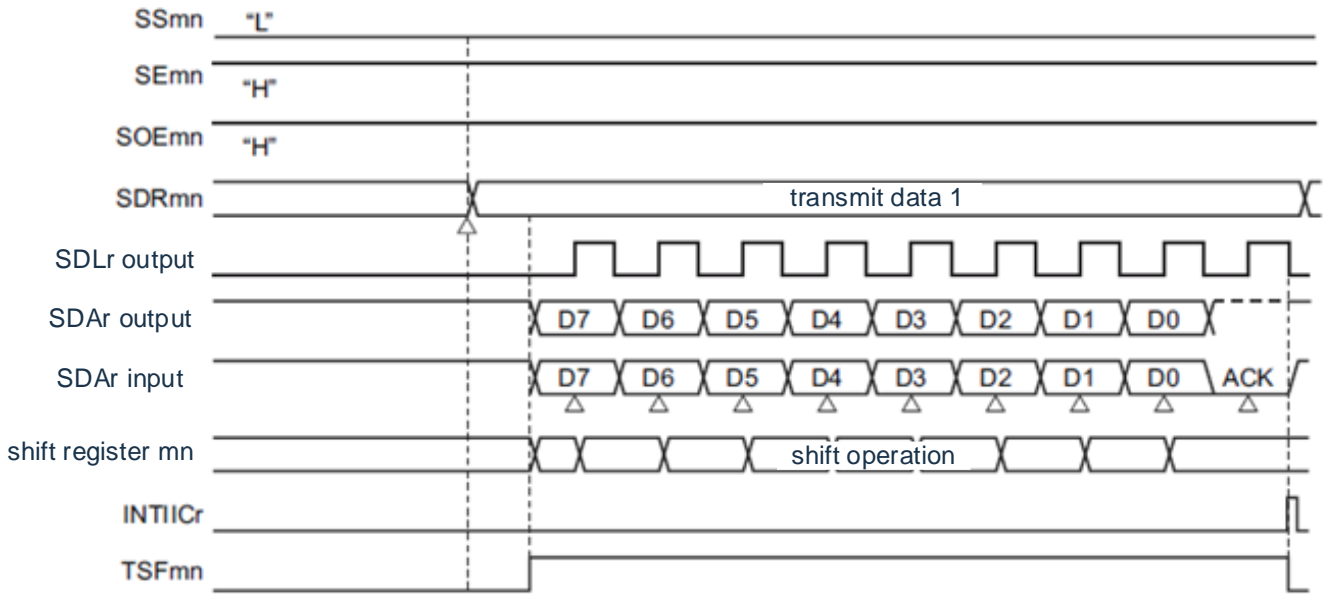 SSmn "L"
SEmn "H"
SOEmn "H"
SDRmn transmit data 1
SDLr output
SDAr output D7 D6 D5 D4 D3 D2 D1 D0
SDAr input D7 D6 D5 D4 D3 D2 D1 D0 ACK
shift register mn shift operation
INTIICr
TSFmn